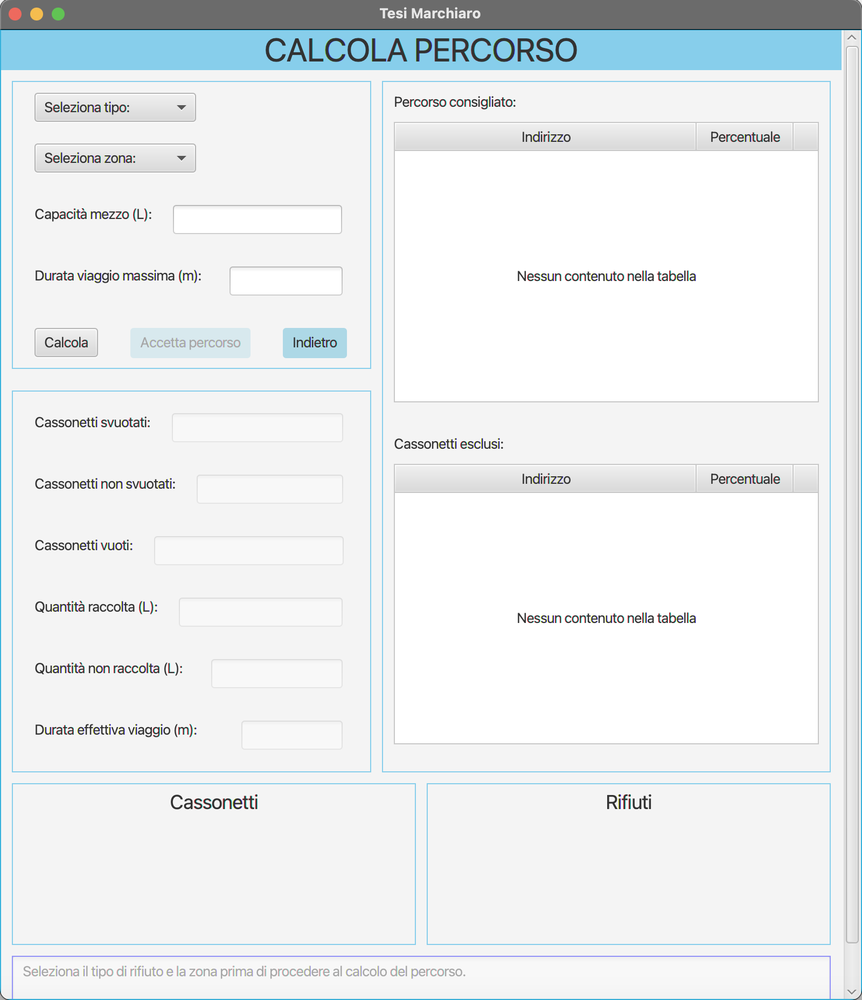 Tesi Marchiaro
CALCOLA PERCORSO
Seleziona tipo:
Seleziona zona:
Capacità mezzo (L):
Durata viaggio massima (m):
Calcola
Accetta percorso
Indietro
Cassonetti svuotati:
Cassonetti non svuotati:
Cassonetti vuoti:
Quantità raccolta (L):
Quantità non raccolta (L):
Durata effettiva viaggio (m):
Percorso consigliato:
Indirizzo Percentuale
Nessun contenuto nella tabella
Cassonetti esclusi:
Indirizzo Percentuale
Nessun contenuto nella tabella
Cassonetti
Rifiuti
Seleziona il tipo di rifiuto e la zona prima di procedere al calcolo del percorso.